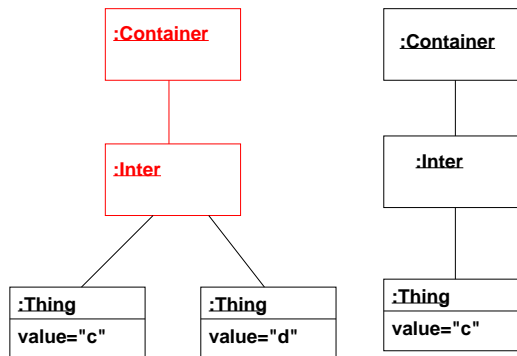 :Container
:Inter
:Thing
value="c"
:Thing
value="d"
:Container
:Inter
:Thing
value="c"